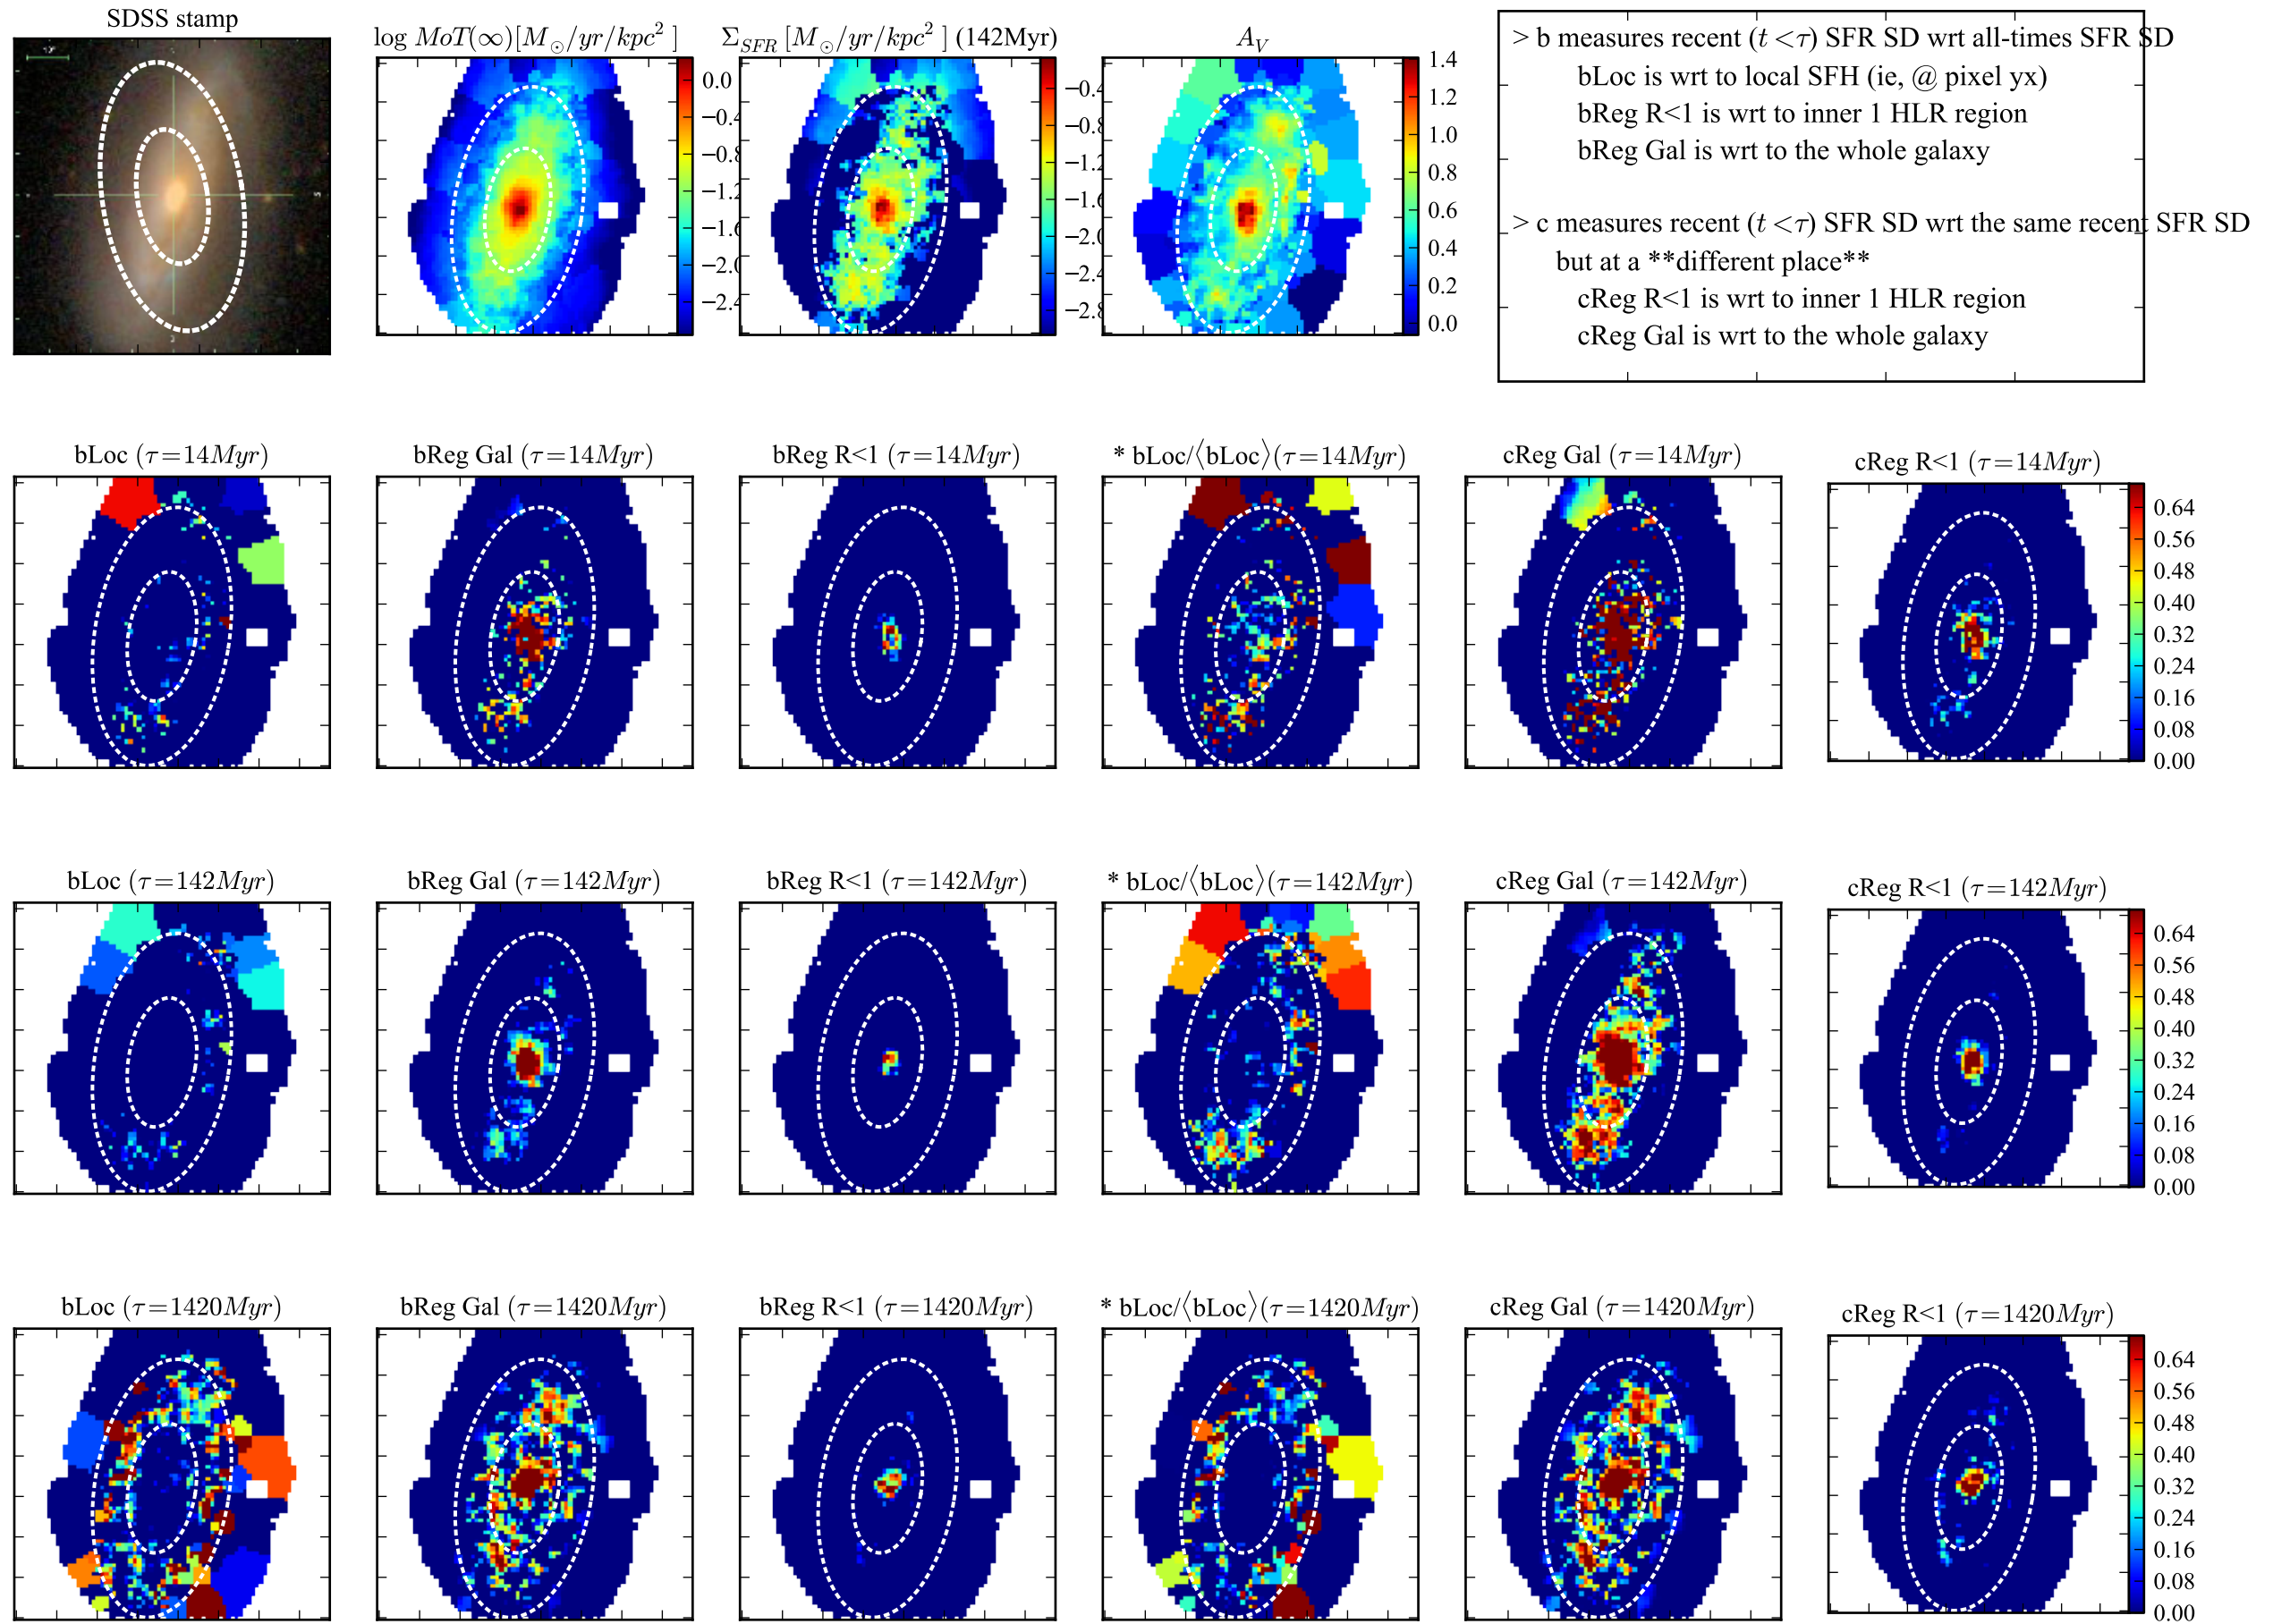 SDSS stamp
log MoT(∞)[M⊙/yr/kpc² ]
Σ_SFR [M⊙/yr/kpc² ] (142Myr)
A_V
0.0
−0.4
−0.8
−1.2
−1.6
−2.0
−2.4
−0.4
−0.8
−1.2
−1.6
−2.0
−2.4
−2.8
1.4
1.2
1.0
0.8
0.6
0.4
0.2
0.0
> b measures recent (t <τ) SFR SD wrt all-times SFR SD
bLoc is wrt to local SFH (ie, @ pixel yx)
bReg R<1 is wrt to inner 1 HLR region
bReg Gal is wrt to the whole galaxy
> c measures recent (t <τ) SFR SD wrt the same recent SFR SD
but at a **different place**
cReg R<1 is wrt to inner 1 HLR region
cReg Gal is wrt to the whole galaxy
bLoc (τ=14Myr)
bReg Gal (τ=14Myr)
bReg R<1 (τ=14Myr)
* bLoc/⟨bLoc⟩(τ=14Myr)
cReg Gal (τ=14Myr)
cReg R<1 (τ=14Myr)
0.64
0.56
0.48
0.40
0.32
0.24
0.16
0.08
0.00
bLoc (τ=142Myr)
bReg Gal (τ=142Myr)
bReg R<1 (τ=142Myr)
* bLoc/⟨bLoc⟩(τ=142Myr)
cReg Gal (τ=142Myr)
cReg R<1 (τ=142Myr)
0.64
0.56
0.48
0.40
0.32
0.24
0.16
0.08
0.00
bLoc (τ=1420Myr)
bReg Gal (τ=1420Myr)
bReg R<1 (τ=1420Myr)
* bLoc/⟨bLoc⟩(τ=1420Myr)
cReg Gal (τ=1420Myr)
cReg R<1 (τ=1420Myr)
0.64
0.56
0.48
0.40
0.32
0.24
0.16
0.08
0.00